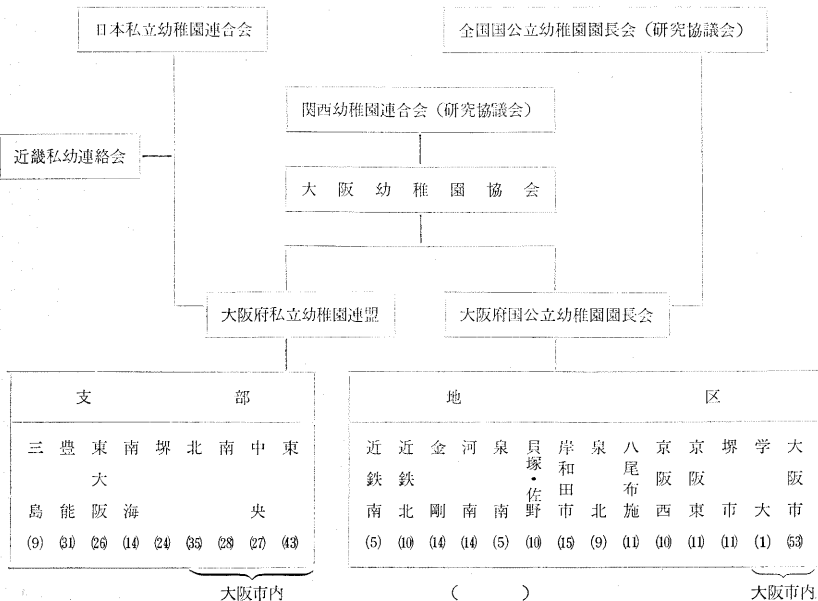 日本私立幼稚園連合会
全国国公立幼稚園園長会(研究協議会)
関西幼稚園連合会(研究協議会)
近畿私幼連絡会
大阪幼稚園協会
大阪府私立幼稚園連盟
大阪府国公立幼稚園園長会
支部
三島 (9)
豊能 (31)
東大阪 (26)
南海 (14)
堺 (24)
北 (35)
南 (28)
中央 (27)
東 (43)
大阪市内
地区
近鉄南 (5)
近鉄北 (10)
金剛 (14)
河南 (14)
泉南 (5)
貝塚・佐野 (10)
岸和田市 (15)
泉北 (9)
八尾布施 (11)
京阪西 (10)
京阪東 (11)
堺市 (11)
学大 (1)
大阪市 (53)
( )
大阪市内